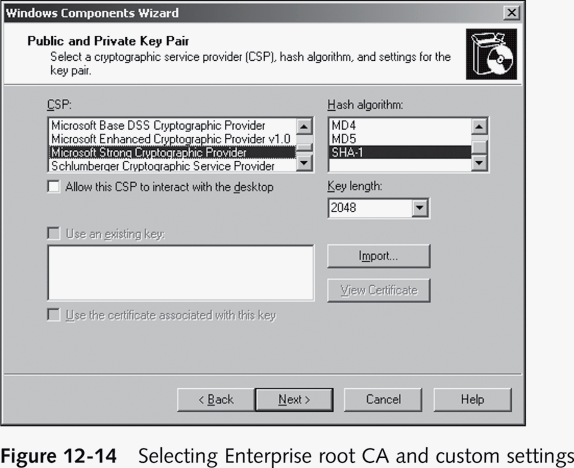 Windows Components Wizard
Public and Private Key Pair
Select a cryptographic service provider (CSP), hash algorithm, and settings for the
key pair.
CSP:
Microsoft Base DSS Cryptographic Provider
Microsoft Enhanced Cryptographic Provider v1.0
Microsoft Strong Cryptographic Provider
Schlumberger Cryptographic Service Provider
Allow this CSP to interact with the desktop
Hash algorithm:
MD4
MD5
SHA-1
Key length:
2048
Use an existing key:
Import...
View Certificate
Use the certificate associated with this key
< Back
Next >
Cancel
Help
Figure 12-14 Selecting Enterprise root CA and custom settings